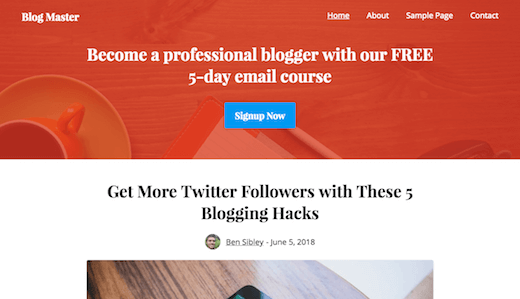 Blog Master
Home About Sample Page Contact
Become a professional blogger with our FREE
5-day email course
Signup Now
Get More Twitter Followers with These 5
Blogging Hacks
Ben Sibley - June 5, 2018